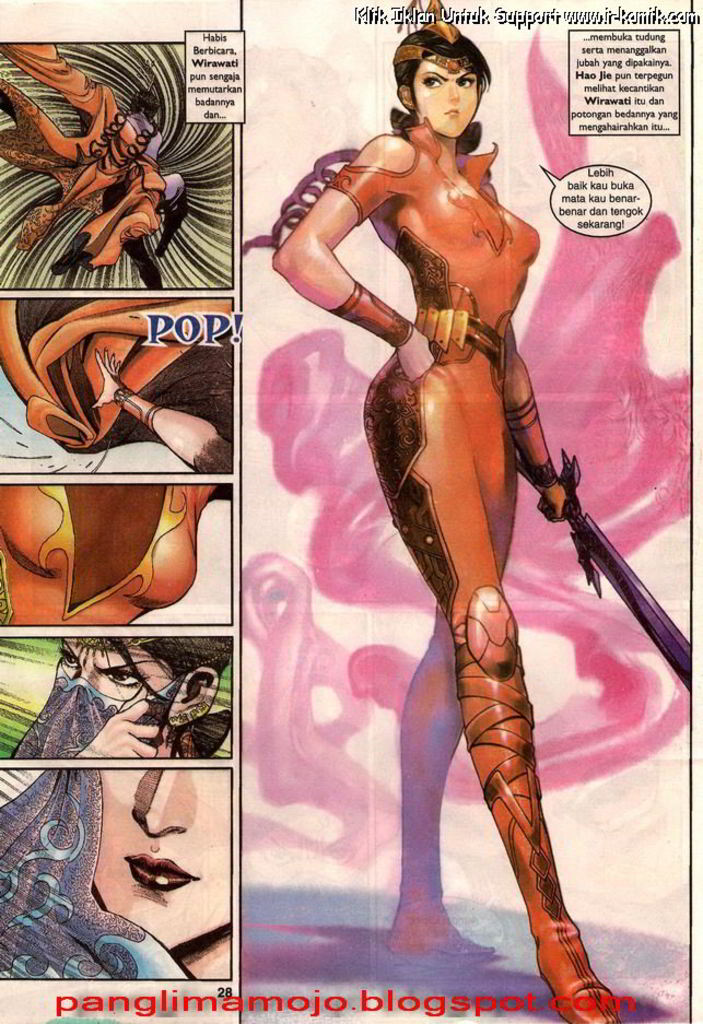 Klik Iklan Untuk Support www.ir-komik.com
Habis
Berbicara,
Wirawati
pun sengaja
memutarkan
badannya
dan...
...membuka tudung
serta menanggalkan
jubah yang dipakainya.
Hao Jie pun terpegun
melihat kecantikan
Wirawati itu dan
potongan bedannya yang
mengahairahkan itu...
Lebih
baik kau buka
mata kau benar-
benar dan tengok
sekarang!
POP!
28
panglimamojo.blogspot.com